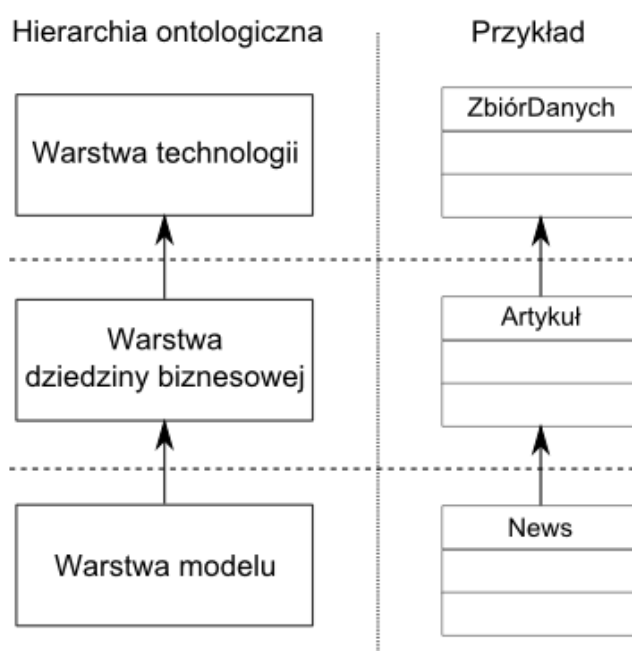 Hierarchia ontologiczna
Przykład
Warstwa technologii
ZbiórDanych
Warstwa
dziedziny biznesowej
Artykuł
Warstwa modelu
News